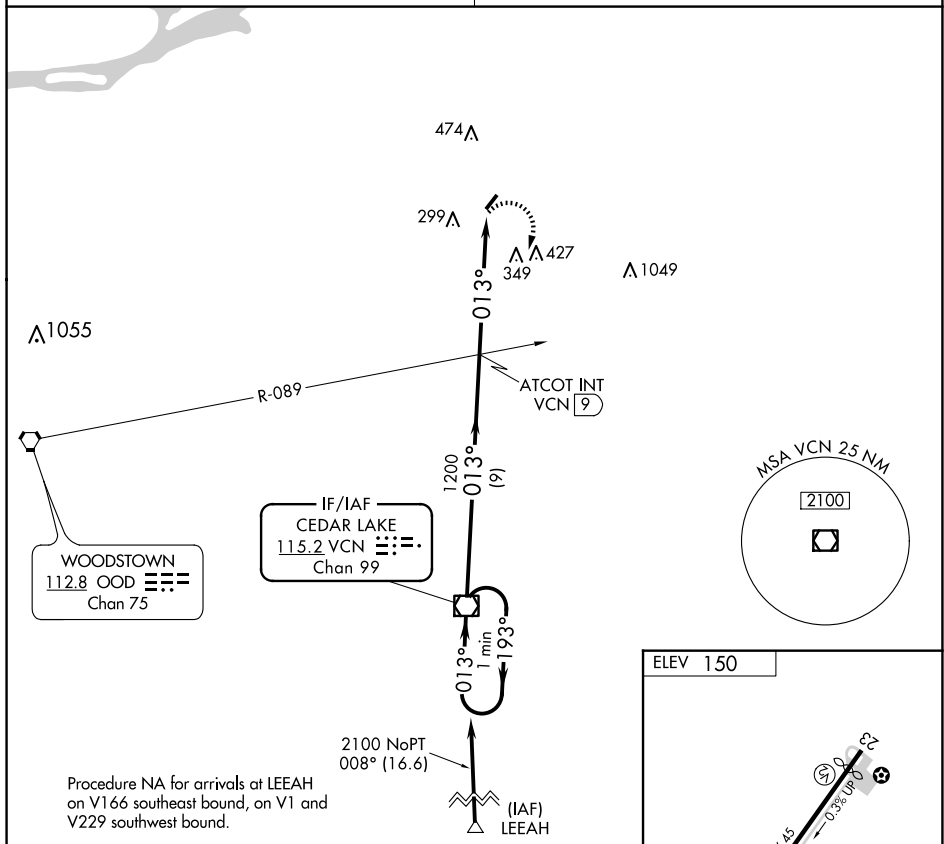 474
299
349
427
1049
1055
013°
R-089
ATCOT INT
VCN 9
1200
013°
(9)
MSA VCN 25 NM
2100
IF/IAF
CEDAR LAKE
115.2 VCN
Chan 99
WOODSTOWN
112.8 OOD
Chan 75
013°
1 min
193°
2100 NoPT
008° (16.6)
(IAF)
LEEAH
Procedure NA for arrivals at LEEAH
on V166 southeast bound, on V1 and
V229 southwest bound.
ELEV 150
23
0.3% UP